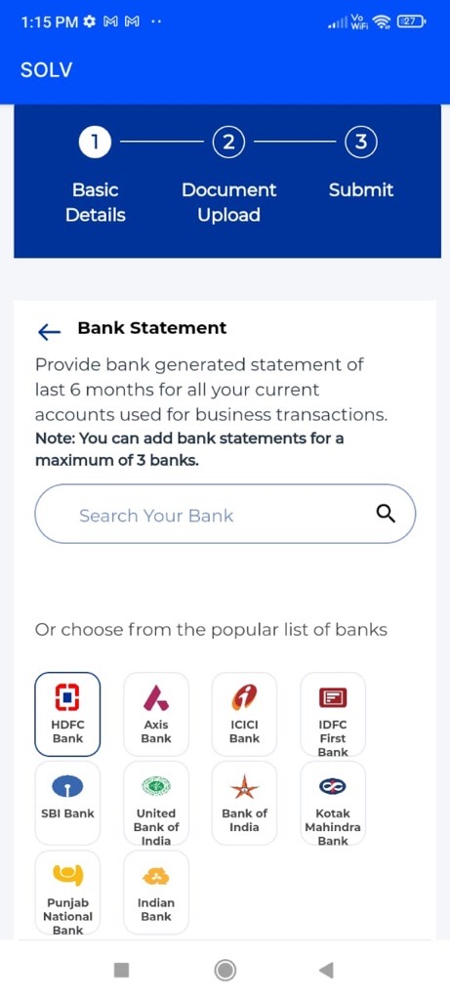 1:15 PM
Vo
WiFi
27
SOLV
1
2
3
Basic
Details
Document
Upload
Submit
Bank Statement
Provide bank generated statement of
last 6 months for all your current
accounts used for business transactions.
Note: You can add bank statements for a
maximum of 3 banks.
Search Your Bank
Or choose from the popular list of banks
HDFC
Bank
Axis
Bank
ICICI
Bank
IDFC
First
Bank
SBI Bank
United
Bank of
India
Bank of
India
Kotak
Mahindra
Bank
Punjab
National
Bank
Indian
Bank